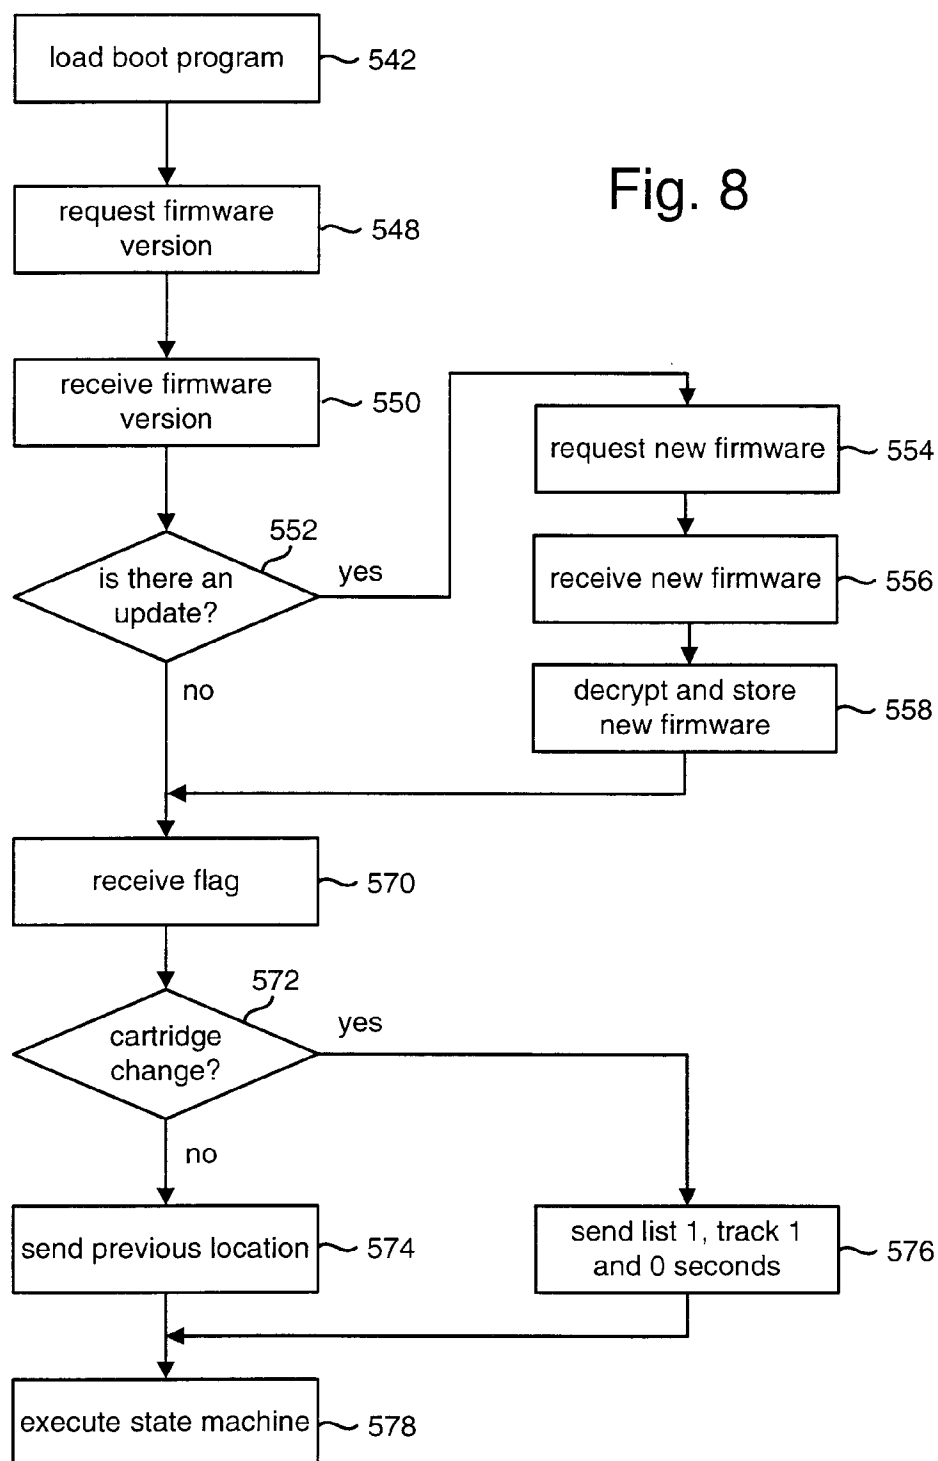 load boot program
542
Fig. 8
request firmware
version
548
receive firmware
version
550
request new firmware
554
552
is there an
update?
yes
receive new firmware
556
no
decrypt and store
new firmware
558
receive flag
570
572
cartridge
change?
yes
no
send previous location
574
send list 1, track 1
and 0 seconds
576
execute state machine
578